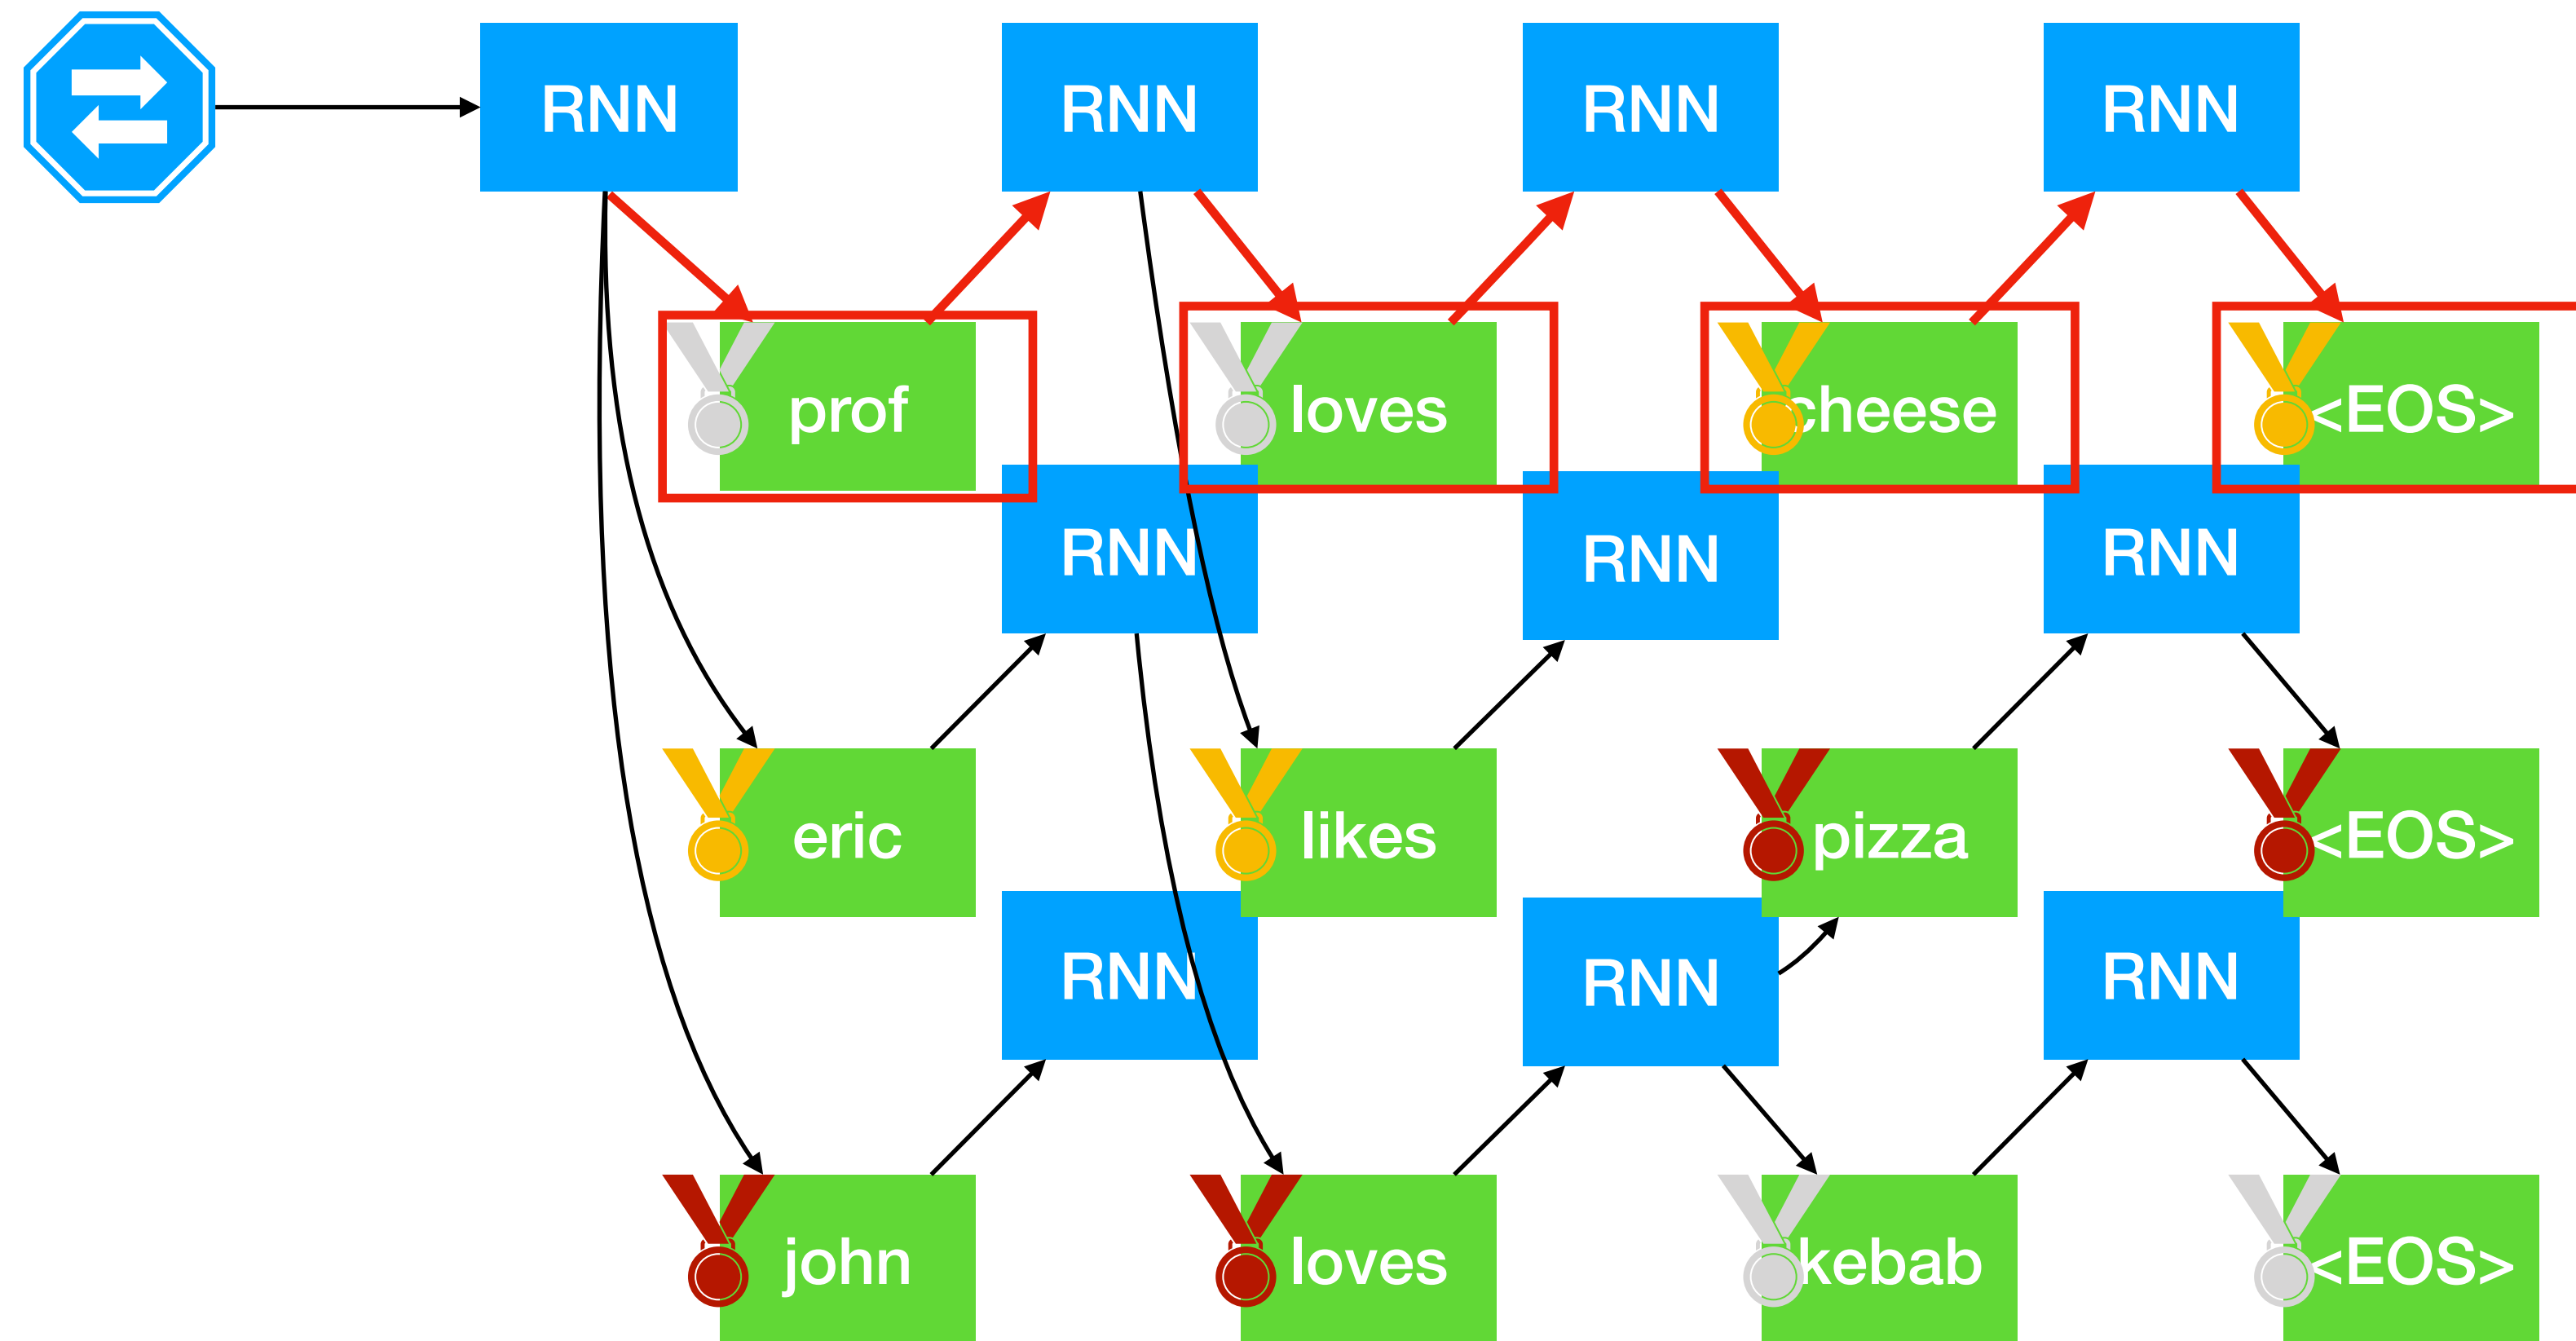 RNN RNN RNN RNN
prof loves cheese <EOS>
RNN RNN RNN
eric likes pizza <EOS>
RNN RNN RNN
john loves kebab <EOS>